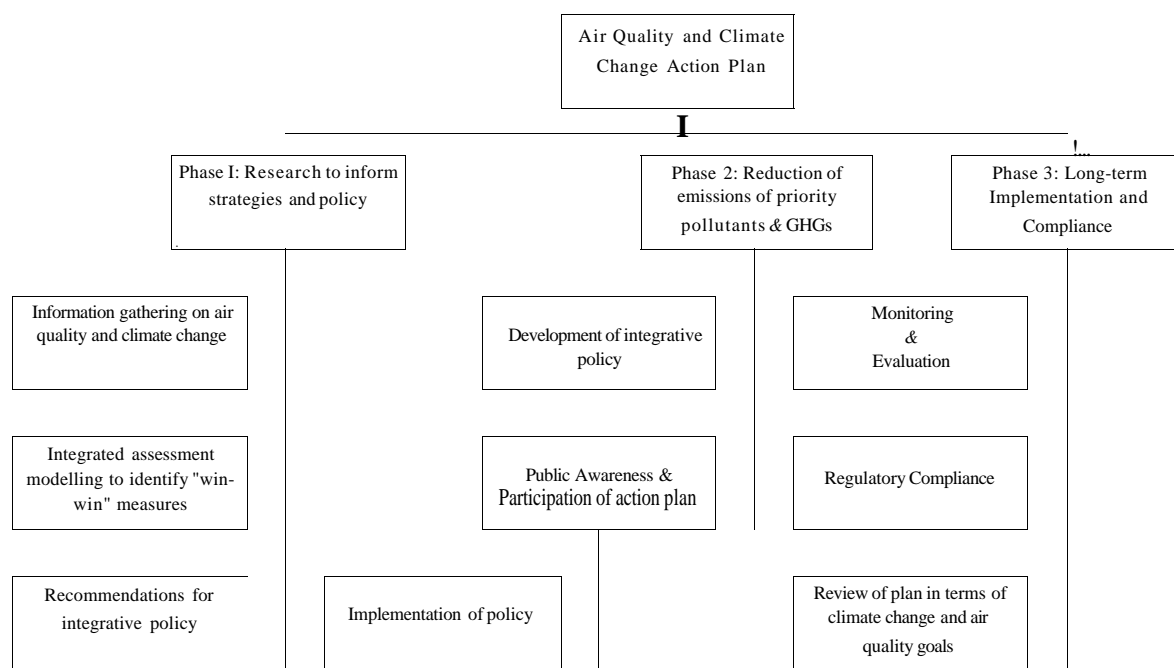 Air Quality and Climate
Change Action Plan
I
!...
Phase I: Research to inform
strategies and policy
.
Phase 2: Reduction of
emissions of priority
pollutants & GHGs
Phase 3: Long-term
Implementation and
Compliance
Information gathering on air
quality and climate change
Development of integrative
policy
Monitoring
&
Evaluation
Integrated assessment
modelling to identify "win-
win" measures
Public Awareness &
Participation of action plan
Regulatory Compliance
Recommendations for
integrative policy
Implementation of policy
Review of plan in terms of
climate change and air
quality goals